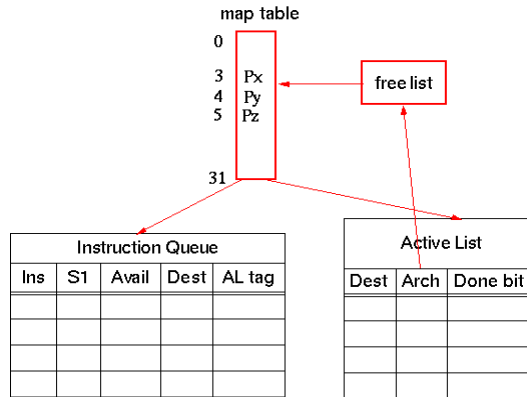 map table
0
3 Px
4 Py
5 Pz
31
free list
Instruction Queue
Ins S1 Avail Dest AL tag
Active List
Dest Arch Done bit